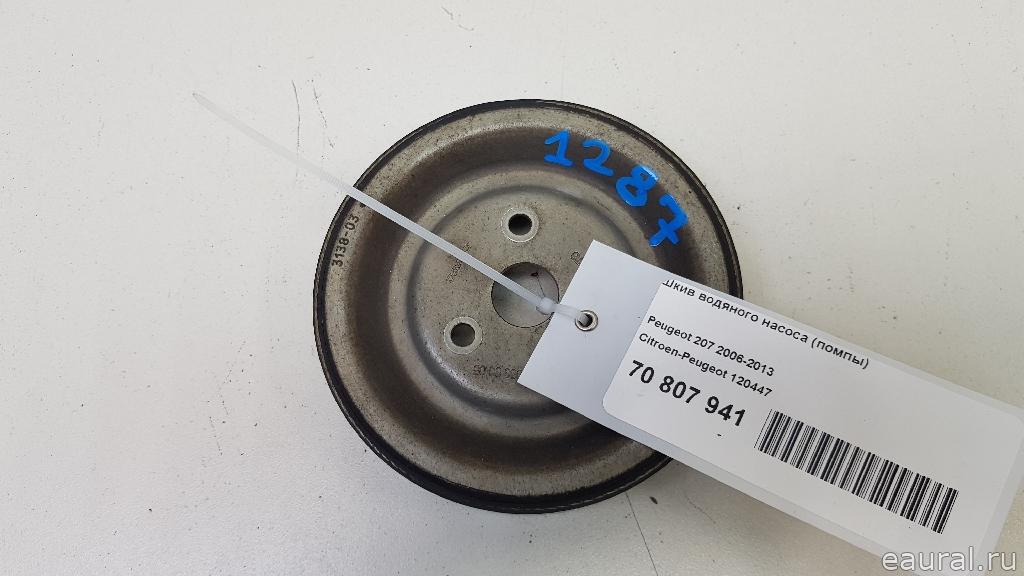 1287
3138-03
Шкив водяного насоса (помпы)
Peugeot 207 2006-2013
Citroen-Peugeot 120447
70 807 941
-
eaural.ru